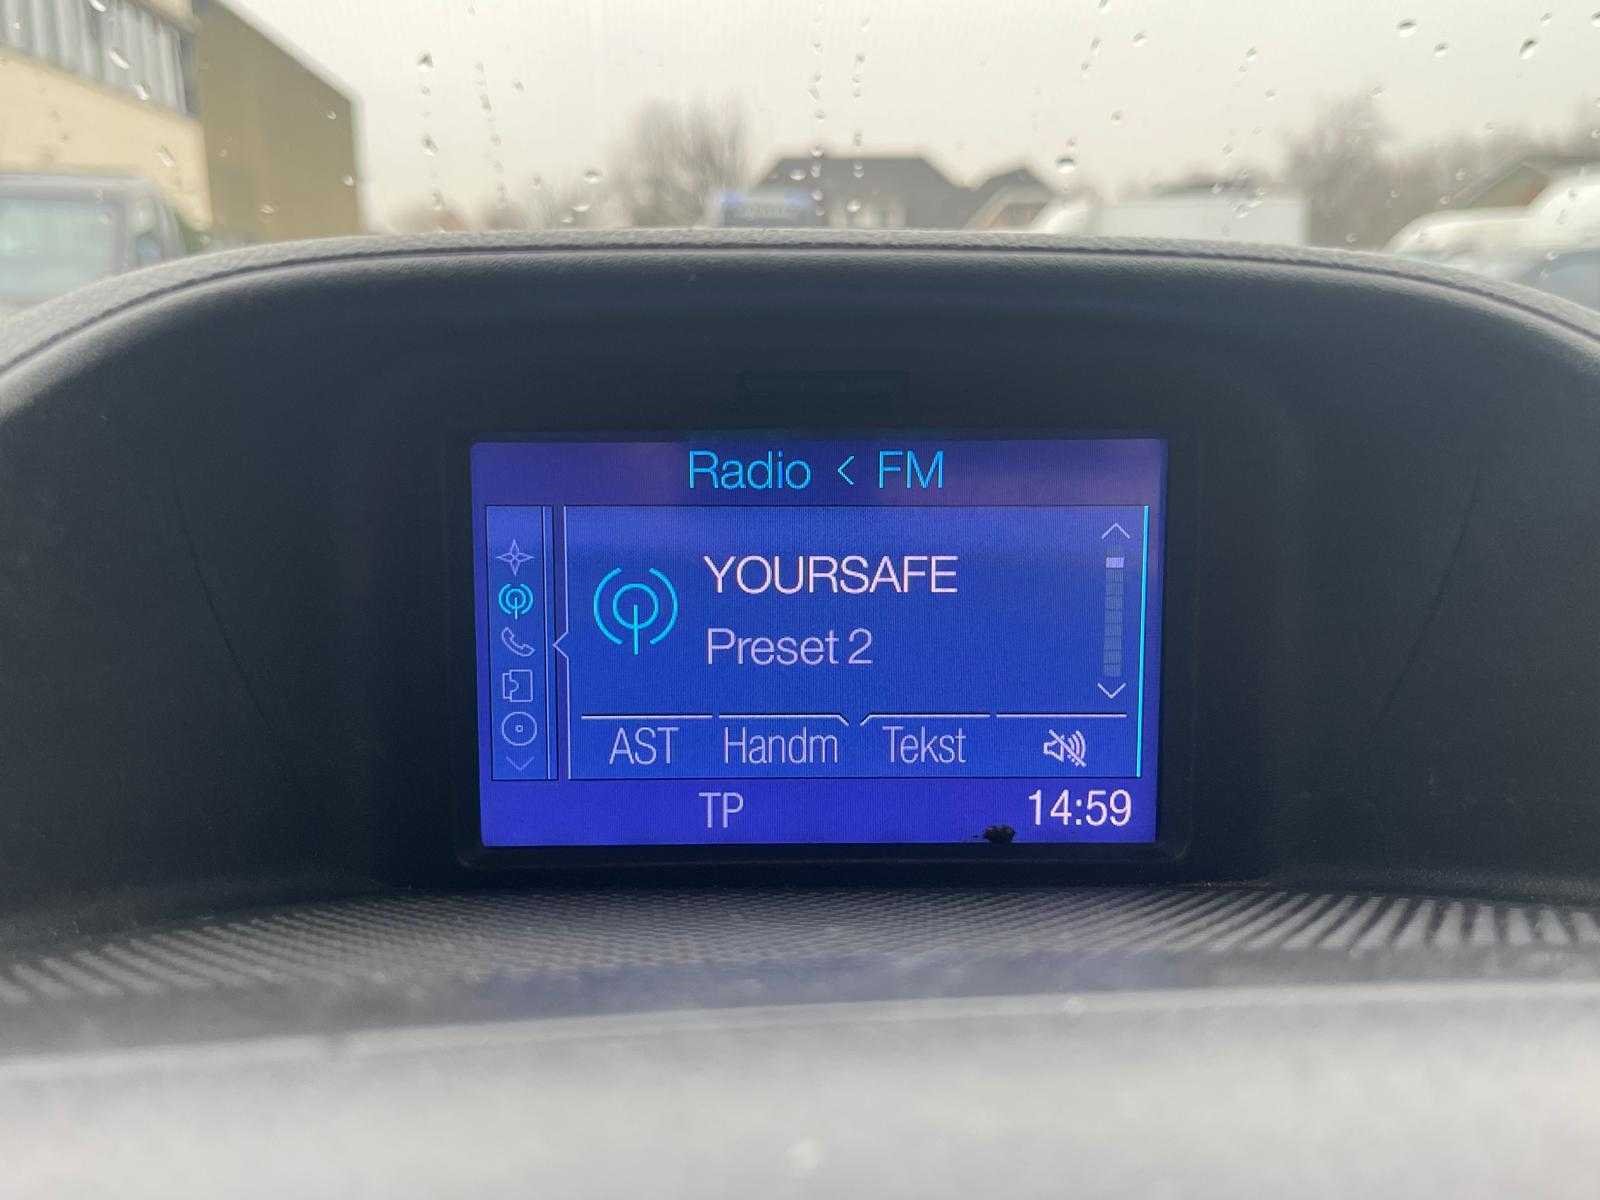 Radio < FM
YOURSAFE
Preset 2
AST Handm Tekst
TP 14:59